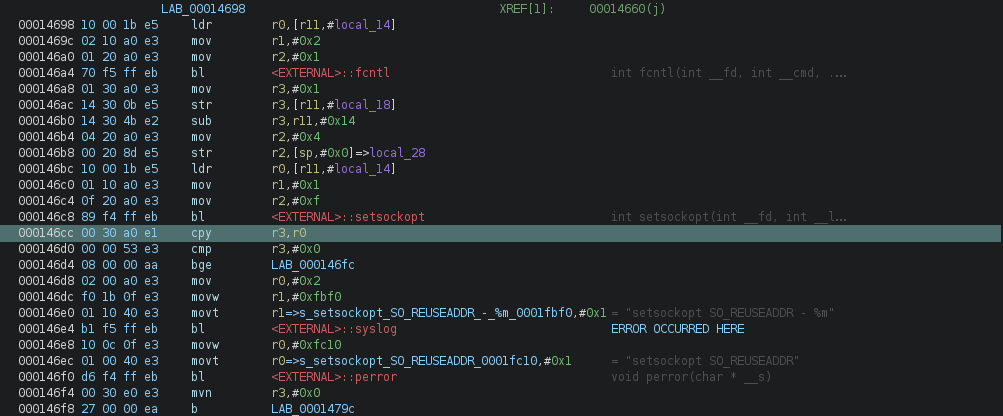 LAB_00014698 XREF[1]: 00014660(j)
00014698 10 00 1b e5 ldr r0,[r11,#local_14]
0001469c 02 10 a0 e3 mov r1,#0x2
000146a0 01 20 a0 e3 mov r2,#0x1
000146a4 70 f5 ff eb bl <EXTERNAL>::fcntl int fcntl(int __fd, int __cmd, ...
000146a8 01 30 a0 e3 mov r3,#0x1
000146ac 14 30 0b e5 str r3,[r11,#local_18]
000146b0 14 30 4b e2 sub r3,r11,#0x14
000146b4 04 20 a0 e3 mov r2,#0x4
000146b8 00 20 8d e5 str r2,[sp,#0x0]=>local_28
000146bc 10 00 1b e5 ldr r0,[r11,#local_14]
000146c0 01 10 a0 e3 mov r1,#0x1
000146c4 0f 20 a0 e3 mov r2,#0xf
000146c8 89 f4 ff eb bl <EXTERNAL>::setsockopt int setsockopt(int __fd, int __l...
000146cc 00 30 a0 e1 cpy r3,r0
000146d0 00 00 53 e3 cmp r3,#0x0
000146d4 08 00 00 aa bge LAB_000146fc
000146d8 02 00 a0 e3 mov r0,#0x2
000146dc f0 1b 0f e3 movw r1,#0xfbf0
000146e0 01 10 40 e3 movt r1=>s_setsockopt_SO_REUSEADDR_-_%m_0001fbf0,#0x1 = "setsockopt SO_REUSEADDR - %m"
000146e4 b1 f5 ff eb bl <EXTERNAL>::syslog ERROR OCCURRED HERE
000146e8 10 0c 0f e3 movw r0,#0xfc10
000146ec 01 00 40 e3 movt r0=>s_setsockopt_SO_REUSEADDR_0001fc10,#0x1 = "setsockopt SO_REUSEADDR"
000146f0 d6 f4 ff eb bl <EXTERNAL>::perror void perror(char * __s)
000146f4 00 30 e0 e3 mvn r3,#0x0
000146f8 27 00 00 ea b LAB_0001479c